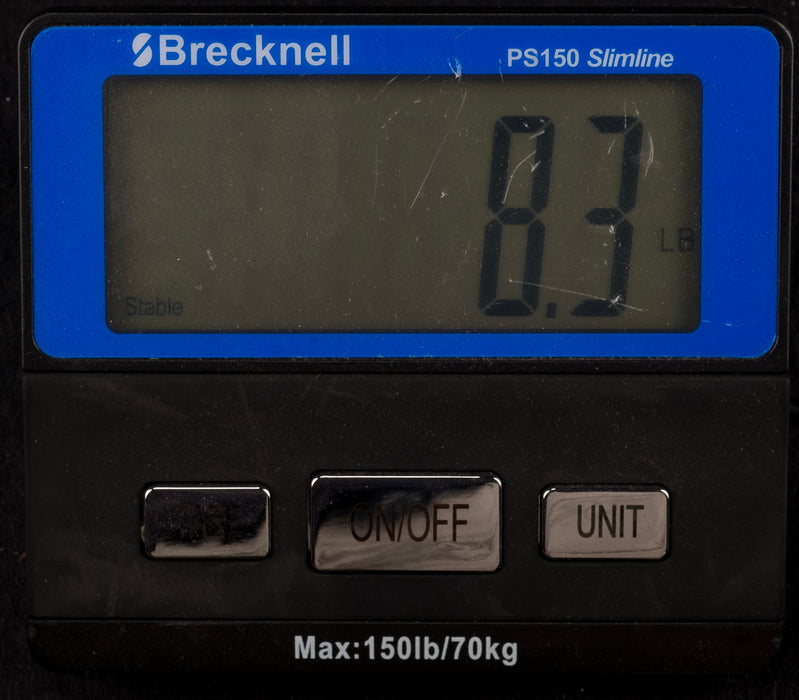 Brecknell
PS150 Slimline
8.3
LB
Stable
ON/OFF
UNIT
Max:150lb/70kg